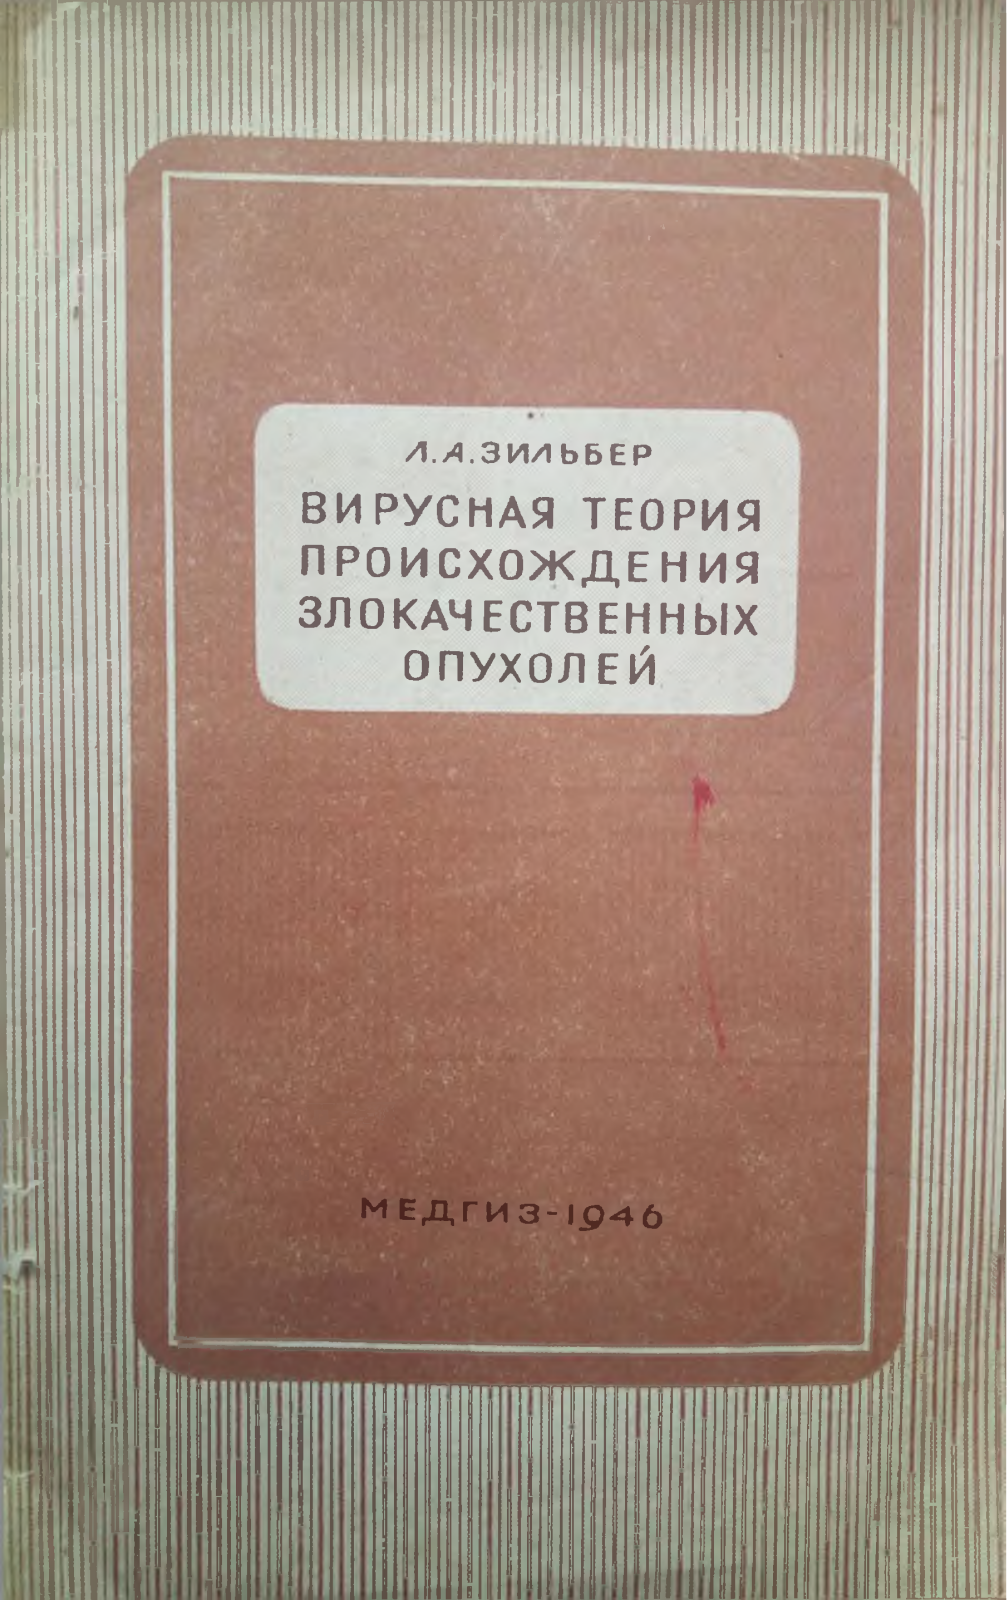 Л.А.ЗИЛЬБЕР
ВИРУСНАЯ ТЕОРИЯ
ПРОИСХОЖДЕНИЯ
ЗЛОКАЧЕСТВЕННЫХ
ОПУХОЛЕЙ
МЕДГИЗ-1946